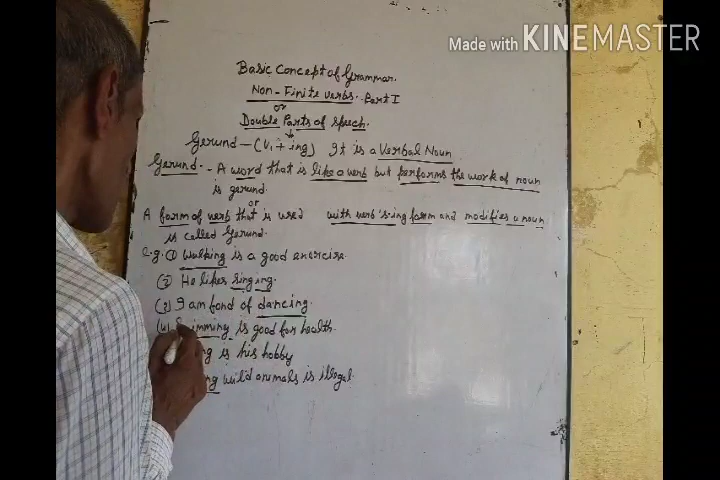 Made with KINEMASTER
Basic Concept of Grammar.
Non-Finite verbs. Part I
or
Double Parts of speech.
Gerund - (V₁ + ing) It is a Verbal Noun
Gerund - A word that is like a verb but performs the work of noun
is gerund.
or
A form of verb that is used with verb's ing form and modifies a noun
is called Gerund.
e.g. (1) Walking is a good exercise.
(2) He likes singing.
(3) I am fond of dancing.
(4) is good for health.
is his hobby
wild animals is illegal.